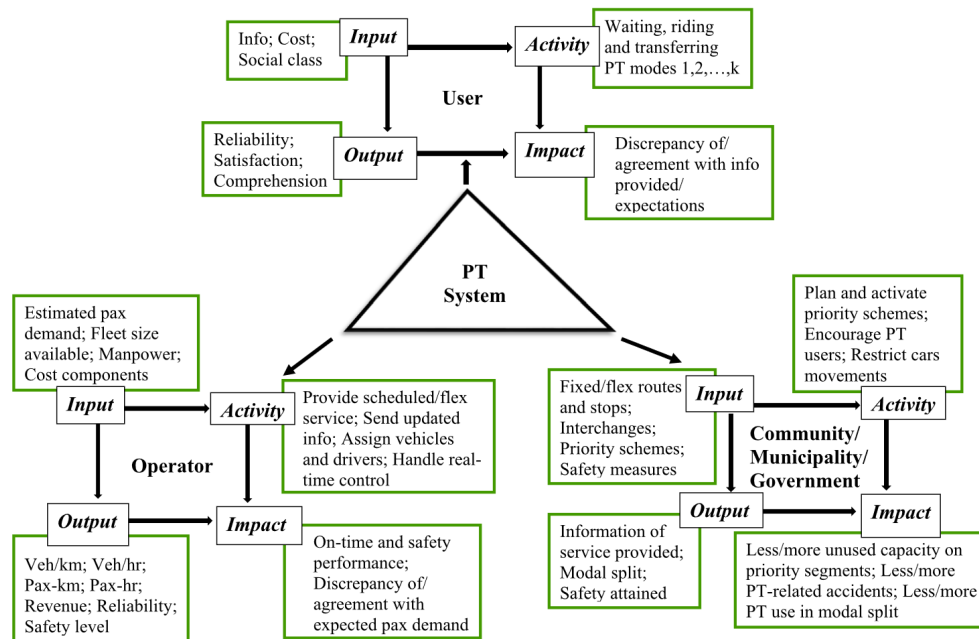 Info; Cost;
Social class
Input
Activity
Waiting, riding
and transferring
PT modes 1,2,…,k
User
Reliability;
Satisfaction;
Comprehension
Output
Impact
Discrepancy of/
agreement with info
provided/
expectations
PT
System
Estimated pax
demand; Fleet size
available; Manpower;
Cost components
Input
Activity
Provide scheduled/flex
service; Send updated
info; Assign vehicles
and drivers; Handle real-
time control
Operator
Output
Impact
Veh/km; Veh/hr;
Pax-km; Pax-hr;
Revenue; Reliability;
Safety level
On-time and safety
performance;
Discrepancy of/
agreement with
expected pax demand
Plan and activate
priority schemes;
Encourage PT
users; Restrict cars
movements
Fixed/flex routes
and stops;
Interchanges;
Priority schemes;
Safety measures
Input
Activity
Community/
Municipality/
Government
Output
Impact
Information of
service provided;
Modal split;
Safety attained
Less/more unused capacity on
priority segments; Less/more
PT-related accidents; Less/more
PT use in modal split